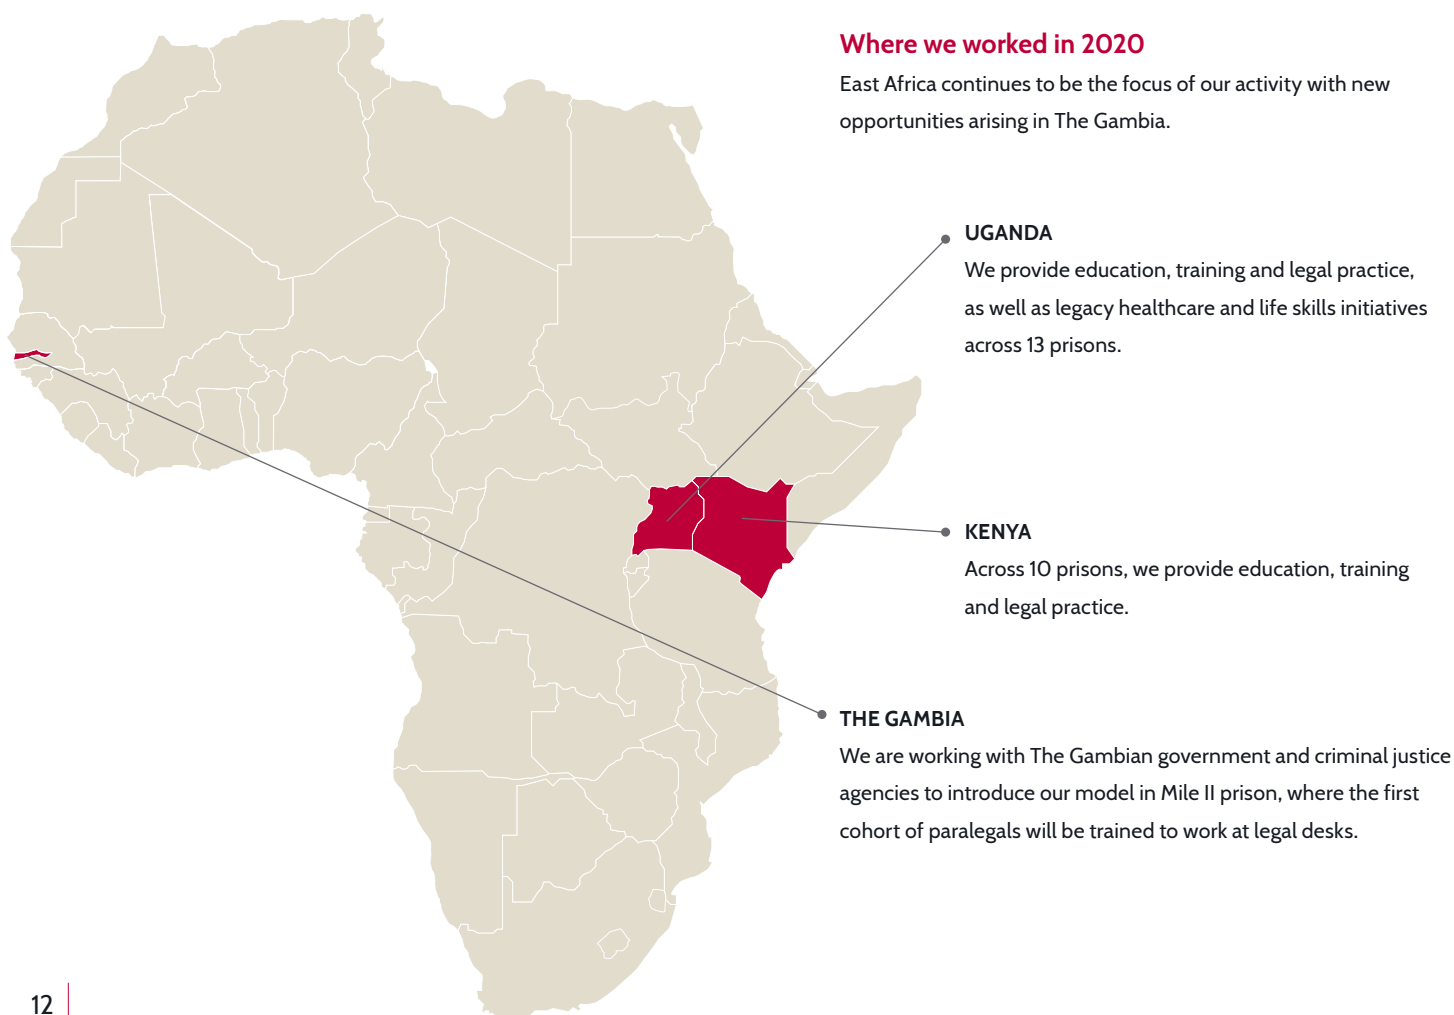 Where we worked in 2020
East Africa continues to be the focus of our activity with new
opportunities arising in The Gambia.
UGANDA
We provide education, training and legal practice,
as well as legacy healthcare and life skills initiatives
across 13 prisons.
KENYA
Across 10 prisons, we provide education, training
and legal practice.
THE GAMBIA
We are working with The Gambian government and criminal justice
agencies to introduce our model in Mile II prison, where the first
cohort of paralegals will be trained to work at legal desks.
12